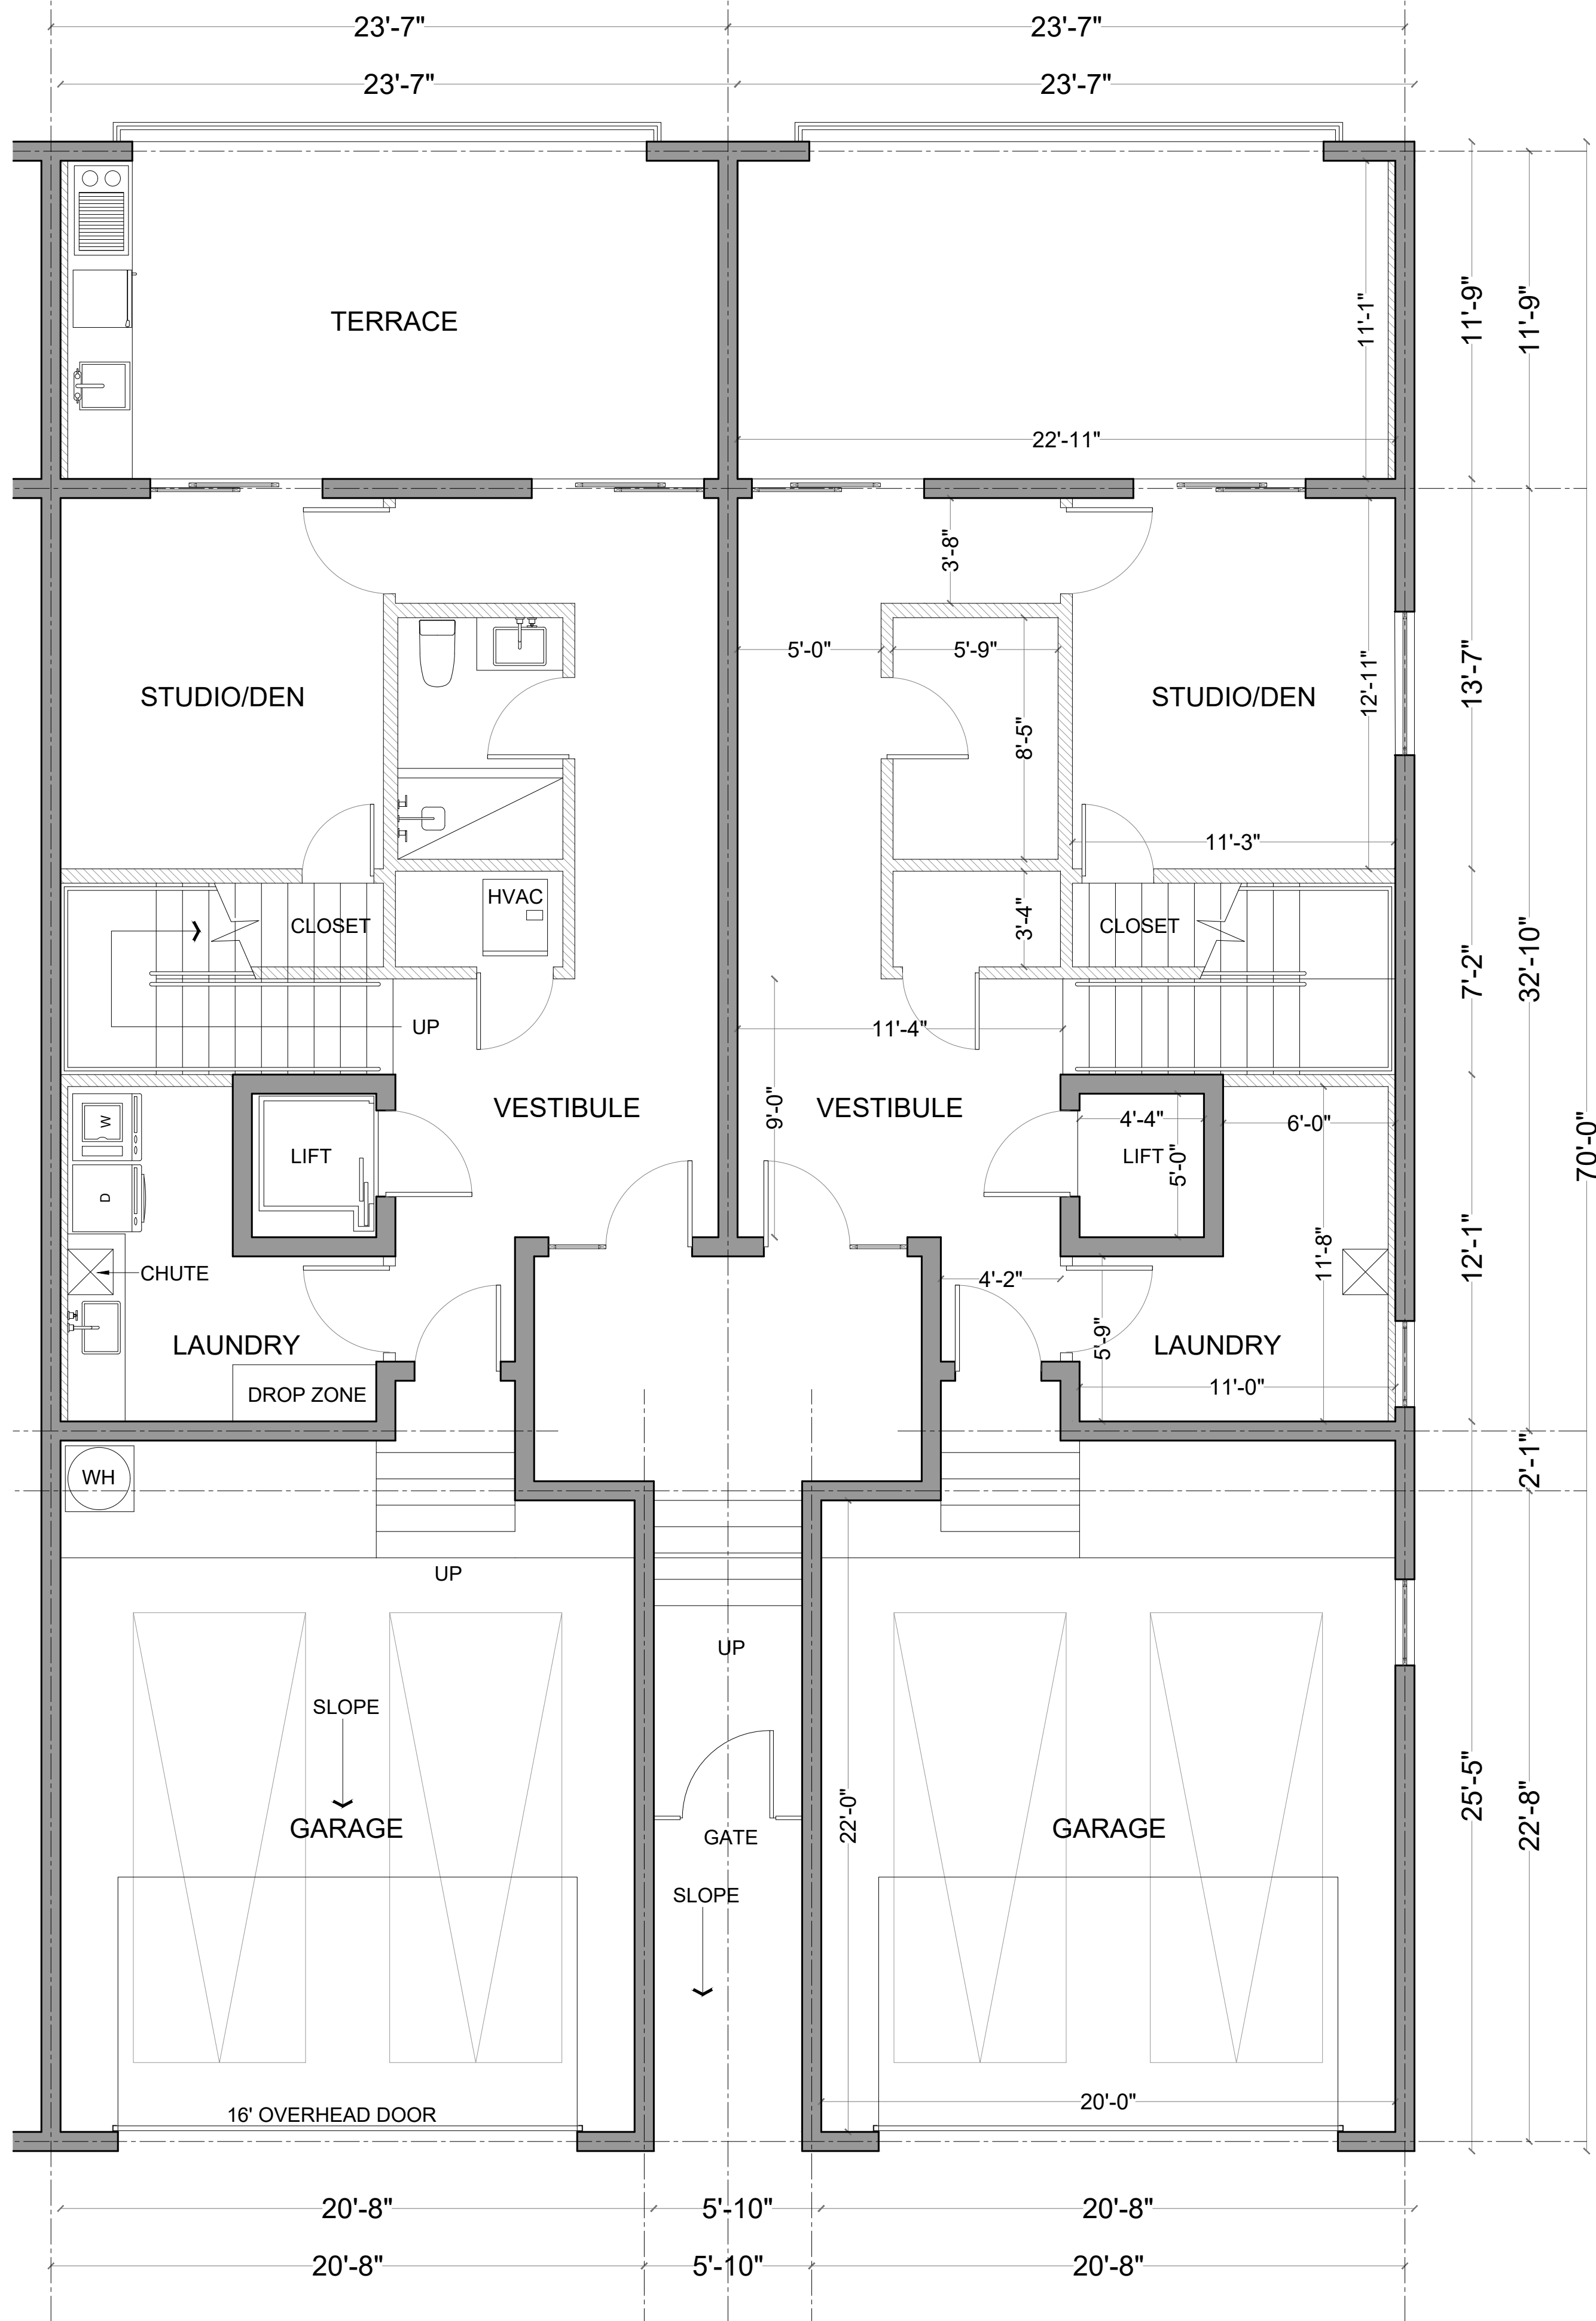 23'-7"
23'-7"
23'-7"
23'-7"
TERRACE
11'-1"
11'-9"
11'-9"
22'-11"
3'-8"
5'-0"
5'-9"
STUDIO/DEN
STUDIO/DEN
12'-11"
13'-7"
8'-5"
11'-3"
HVAC
CLOSET
3'-4"
CLOSET
7'-2"
32'-10"
UP
11'-4"
VESTIBULE
VESTIBULE
9'-0"
W
4'-4"
6'-0"
70'-0"
LIFT
LIFT
5'-0"
D
CHUTE
4'-2"
11'-8"
12'-1"
LAUNDRY
5'-9"
LAUNDRY
DROP ZONE
11'-0"
WH
2'-1"
UP
UP
SLOPE
GARAGE
22'-0"
GARAGE
25'-5"
22'-8"
GATE
SLOPE
16' OVERHEAD DOOR
20'-0"
20'-8"
5'-10"
20'-8"
20'-8"
5'-10"
20'-8"